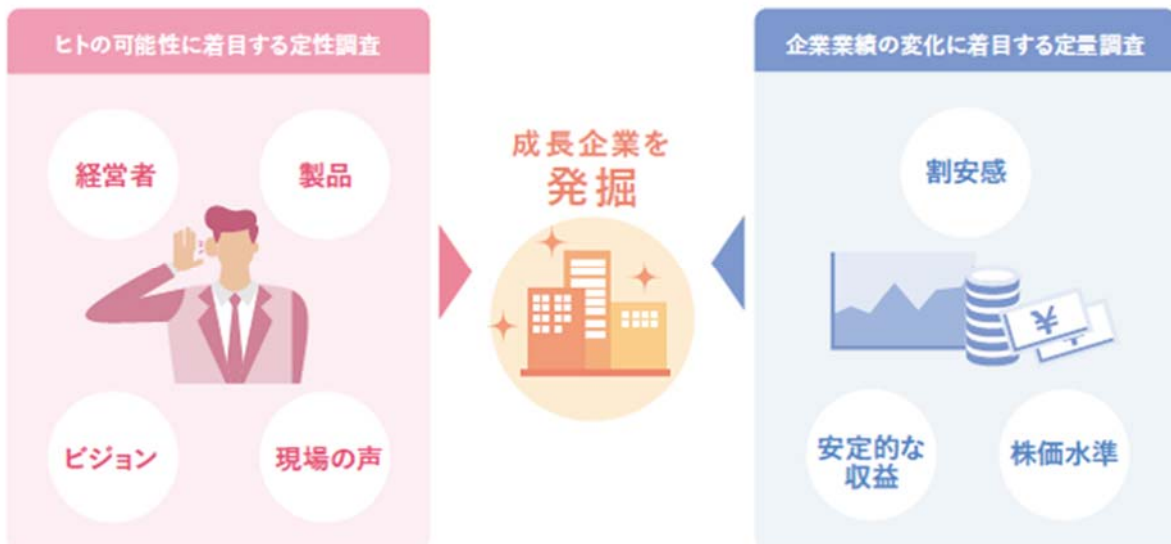 ヒトの可能性に着目する定性調査
経営者
製品
ビジョン
現場の声
成長企業を
発掘
企業業績の変化に着目する定量調査
割安感
¥
安定的な
収益
株価水準